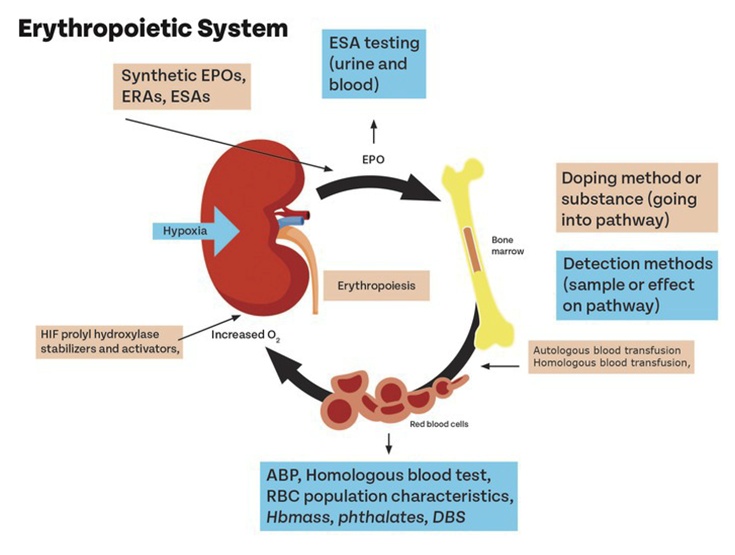 Erythropoietic System
ESA testing
(urine and
blood)
Synthetic EPOs,
ERAs, ESAs
EPO
Doping method or
substance (going
into pathway)
Hypoxia
Bone
marrow
Detection methods
(sample or effect
on pathway)
Erythropoiesis
HIF prolyl hydroxylase
stabilizers and activators,
Increased O2
Autologous blood transfusion
Homologous blood transfusion,
Red blood cells
ABP, Homologous blood test,
RBC population characteristics,
Hbmass, phthalates, DBS